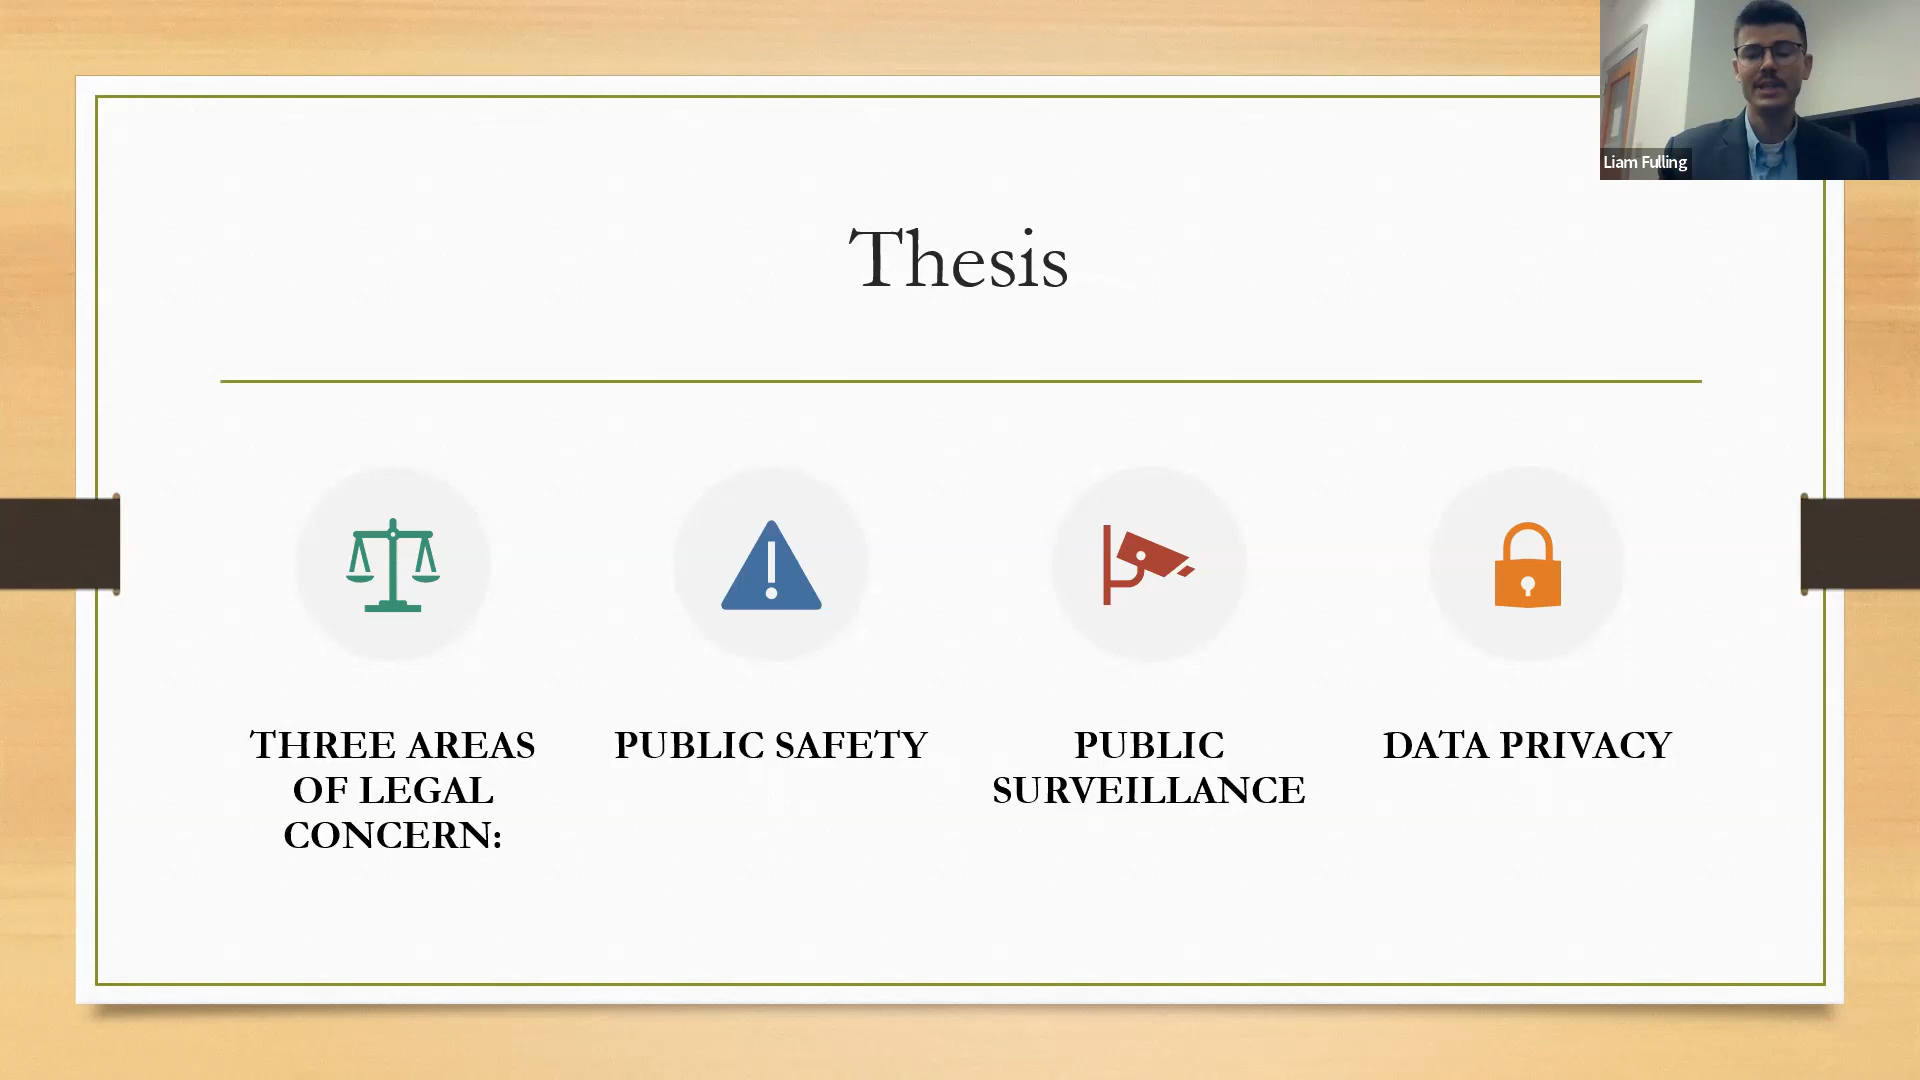 Liam Fulling
Thesis
THREE AREAS
OF LEGAL
CONCERN:
PUBLIC SAFETY
PUBLIC
SURVEILLANCE
DATA PRIVACY